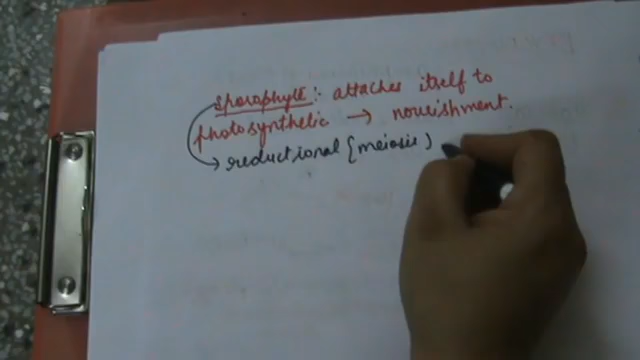 sporophyte :- attaches itself to
photosynthetic → nourishment.
→ reductional {meiosis)